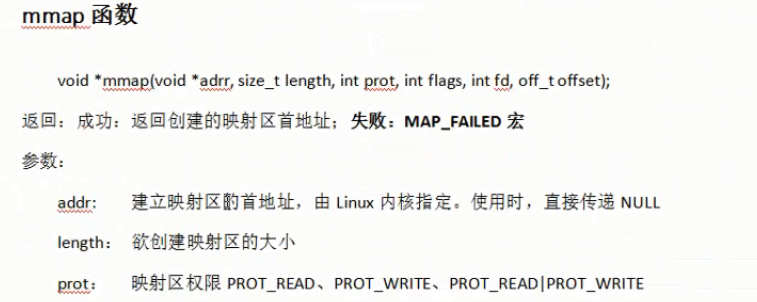 mmap 函数
void *mmap(void *adrr, size_t length, int prot, int flags, int fd, off_t offset);
返回：成功：返回创建的映射区首地址；失败：MAP_FAILED 宏
参数：
addr: 建立映射区的首地址，由 Linux 内核指定。使用时，直接传递 NULL
length: 欲创建映射区的大小
prot: 映射区权限 PROT_READ、PROT_WRITE、PROT_READ|PROT_WRITE